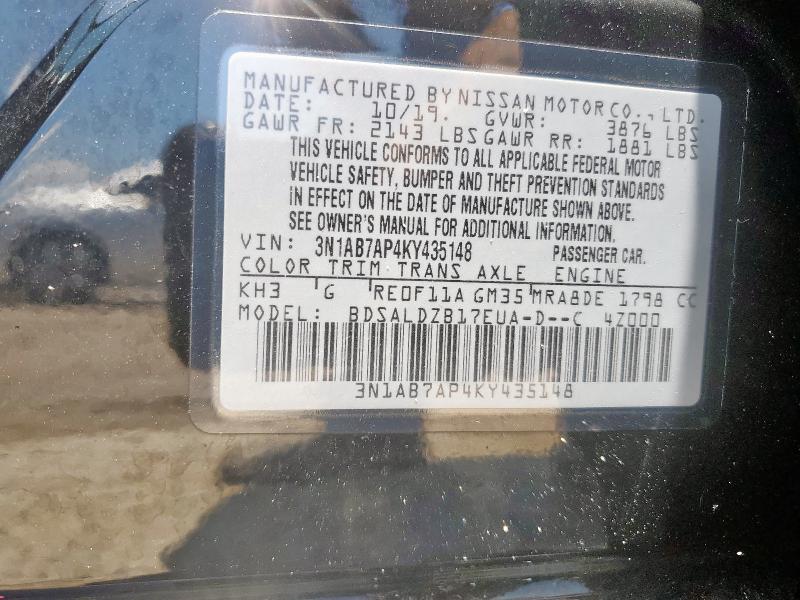 MANUFACTURED BY NISSAN MOTOR CO., LTD.
DATE: 10/19. GVWR: 3876 LBS
GAWR FR: 2143 LBS GAWR RR: 1881 LBS
THIS VEHICLE CONFORMS TO ALL APPLICABLE FEDERAL MOTOR
VEHICLE SAFETY, BUMPER AND THEFT PREVENTION STANDARDS
IN EFFECT ON THE DATE OF MANUFACTURE SHOWN ABOVE.
SEE OWNER'S MANUAL FOR ADDITIONAL INFORMATION.
VIN: 3N1AB7AP4KY435148 PASSENGER CAR.
COLOR TRIM TRANS AXLE ENGINE
KH3 G RE0F11A GM35 MRA8DE 1798 CC
MODEL: BDSALDZB17EUA-D--C 4Z000
3N1AB7AP4KY435148